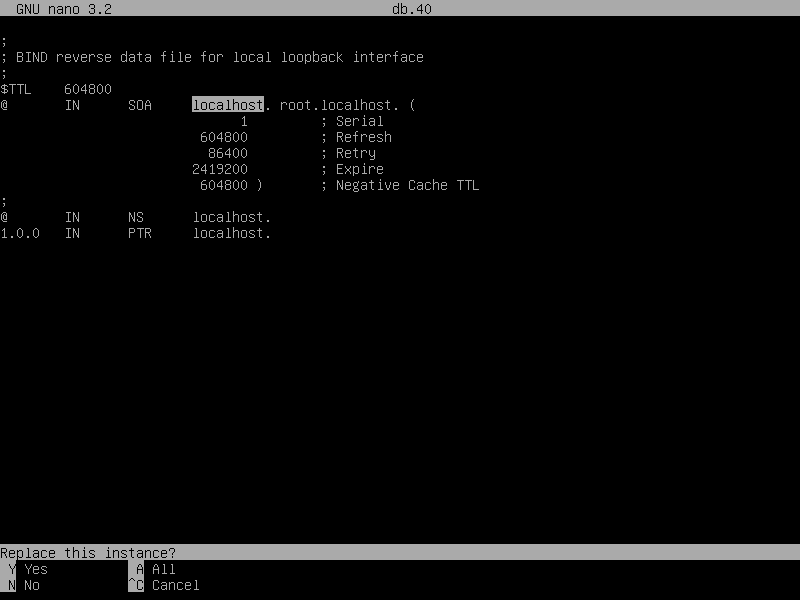 GNU nano 3.2 db.40
;
; BIND reverse data file for local loopback interface
;
$TTL 604800
@ IN SOA localhost. root.localhost. (
1 ; Serial
604800 ; Refresh
86400 ; Retry
2419200 ; Expire
604800 ) ; Negative Cache TTL
;
@ IN NS localhost.
1.0.0 IN PTR localhost.
Replace this instance?
Y Yes A All
N No ^C Cancel